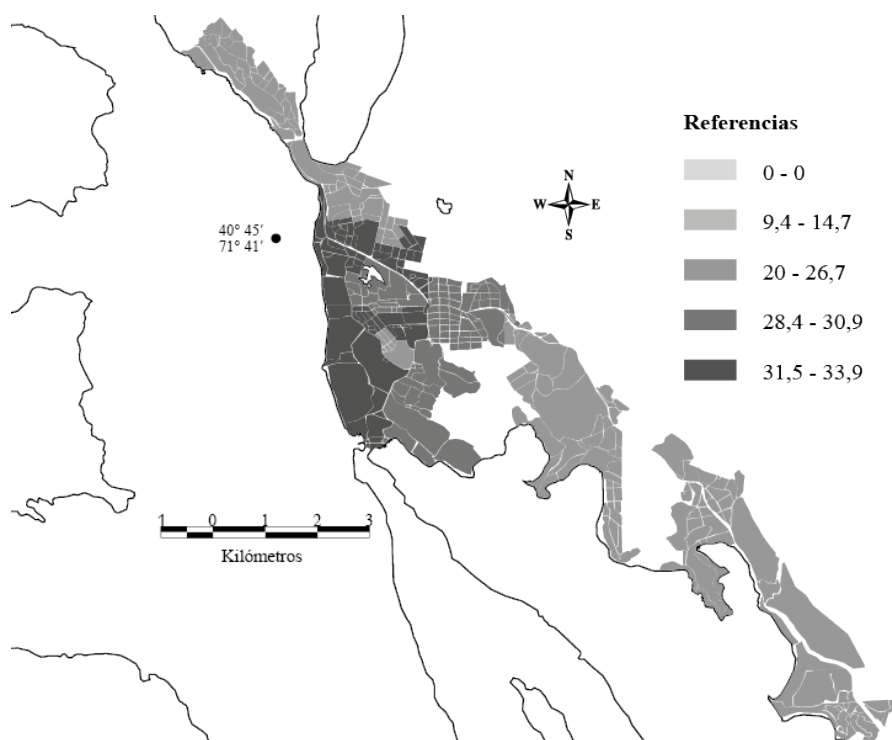 Referencias
0 - 0
9,4 - 14,7
20 - 26,7
28,4 - 30,9
31,5 - 33,9
N
W E
S
40° 45′
71° 41′
1 0 1 2 3
Kilómetros